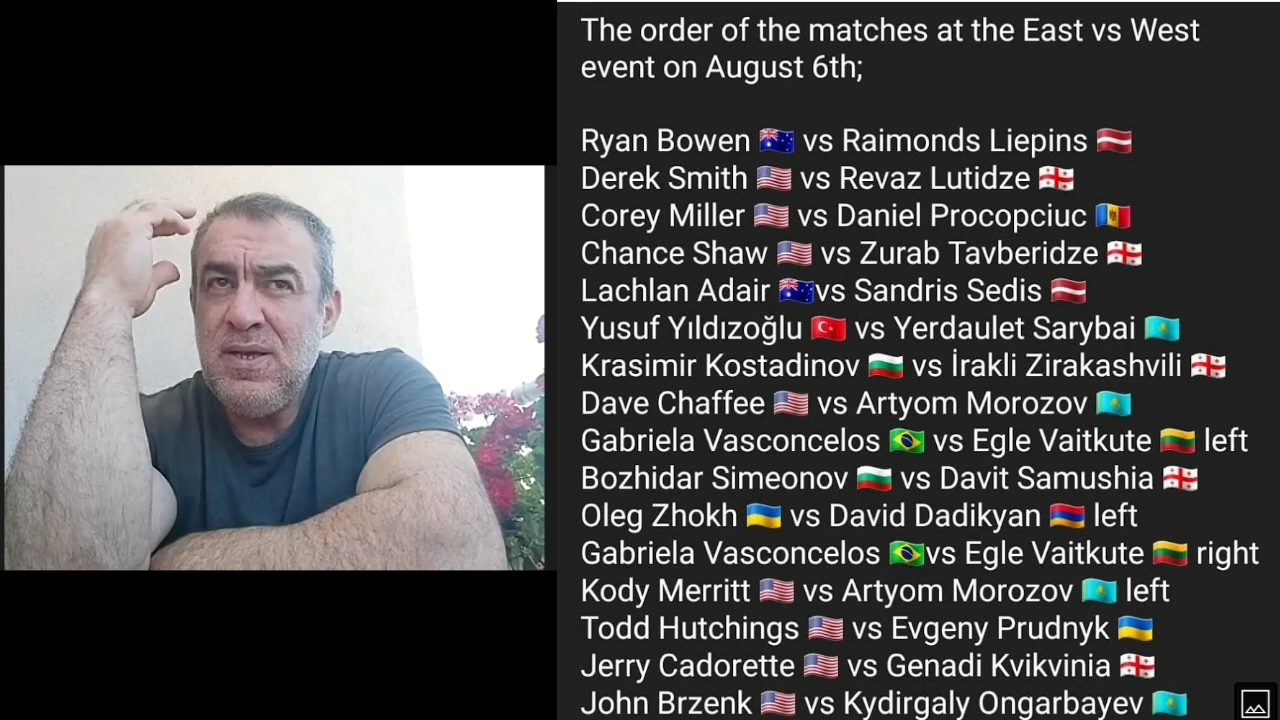 The order of the matches at the East vs West
event on August 6th;
Ryan Bowen 🇦🇺 vs Raimonds Liepins 🇱🇻
Derek Smith 🇺🇸 vs Revaz Lutidze 🇬🇪
Corey Miller 🇺🇸 vs Daniel Procopciuc 🇲🇩
Chance Shaw 🇺🇸 vs Zurab Tavberidze 🇬🇪
Lachlan Adair 🇦🇺vs Sandris Sedis 🇱🇻
Yusuf Yıldızoğlu 🇹🇷 vs Yerdaulet Sarybai 🇰🇿
Krasimir Kostadinov 🇧🇬 vs İrakli Zirakashvili 🇬🇪
Dave Chaffee 🇺🇸 vs Artyom Morozov 🇰🇿
Gabriela Vasconcelos 🇧🇷 vs Egle Vaitkute 🇱🇹 left
Bozhidar Simeonov 🇧🇬 vs Davit Samushia 🇬🇪
Oleg Zhokh 🇺🇦 vs David Dadikyan 🇦🇲 left
Gabriela Vasconcelos 🇧🇷vs Egle Vaitkute 🇱🇹 right
Kody Merritt 🇺🇸 vs Artyom Morozov 🇰🇿 left
Todd Hutchings 🇺🇸 vs Evgeny Prudnyk 🇺🇦
Jerry Cadorette 🇺🇸 vs Genadi Kvikvinia 🇬🇪
John Brzenk 🇺🇸 vs Kydirgaly Ongarbayev 🇰🇿